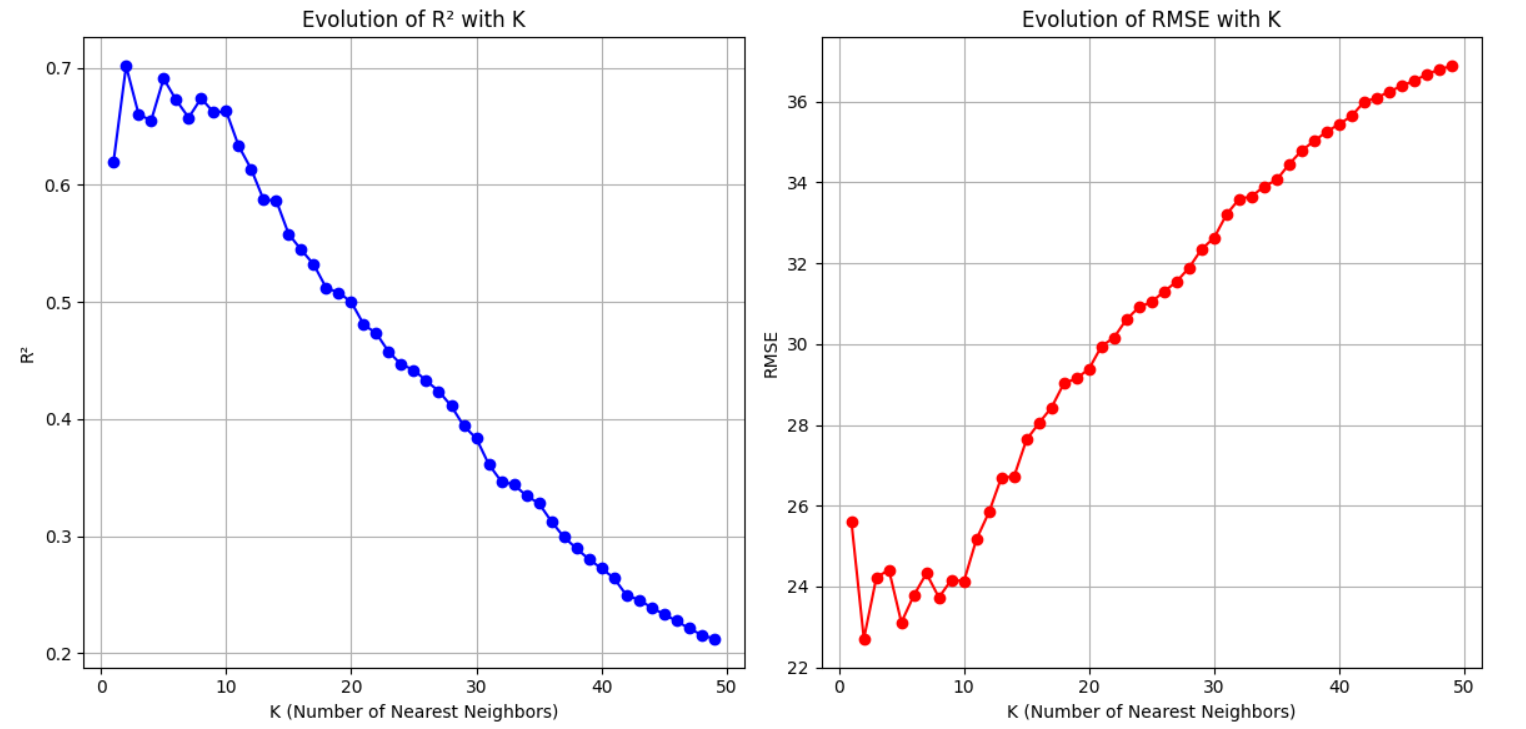 Evolution of R² with K
R²
0.7
0.6
0.5
0.4
0.3
0.2
0 10 20 30 40 50
K (Number of Nearest Neighbors)
Evolution of RMSE with K
RMSE
36
34
32
30
28
26
24
22
0 10 20 30 40 50
K (Number of Nearest Neighbors)